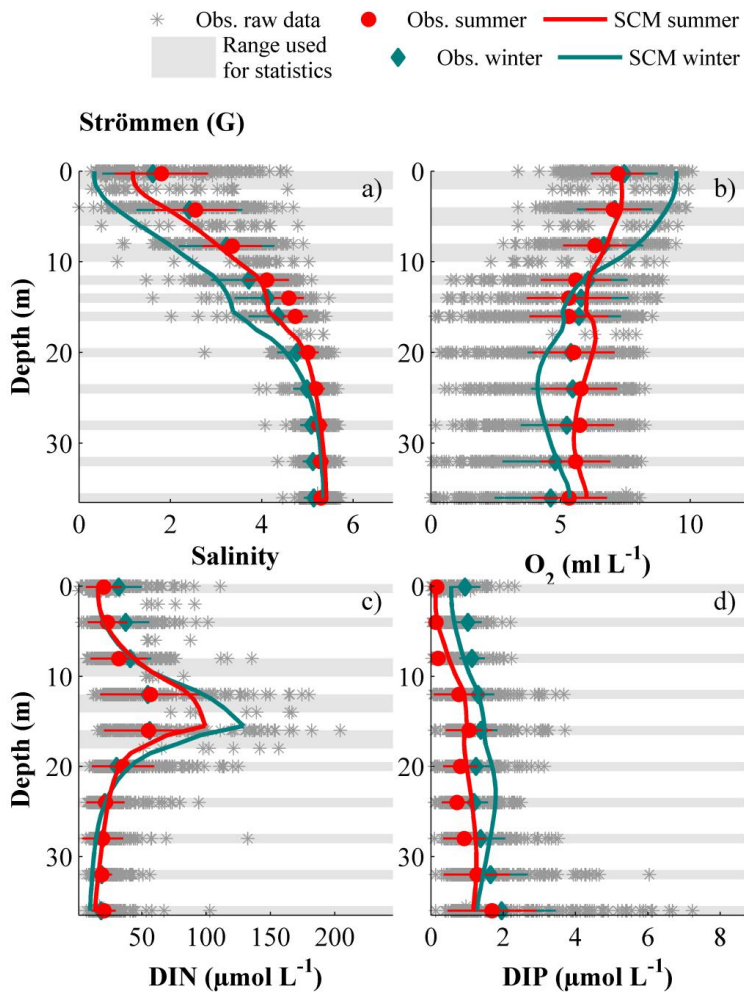 Obs. raw data Obs. summer SCM summer
Range used
for statistics
Obs. winter SCM winter
Strömmen (G)
a)
0
10
20
30
Depth (m)
0 2 4 6
Salinity
b)
0 5 10
O₂ (ml L⁻¹)
c)
0
10
20
30
Depth (m)
50 100 150 200
DIN (μmol L⁻¹)
d)
0 2 4 6 8
DIP (μmol L⁻¹)